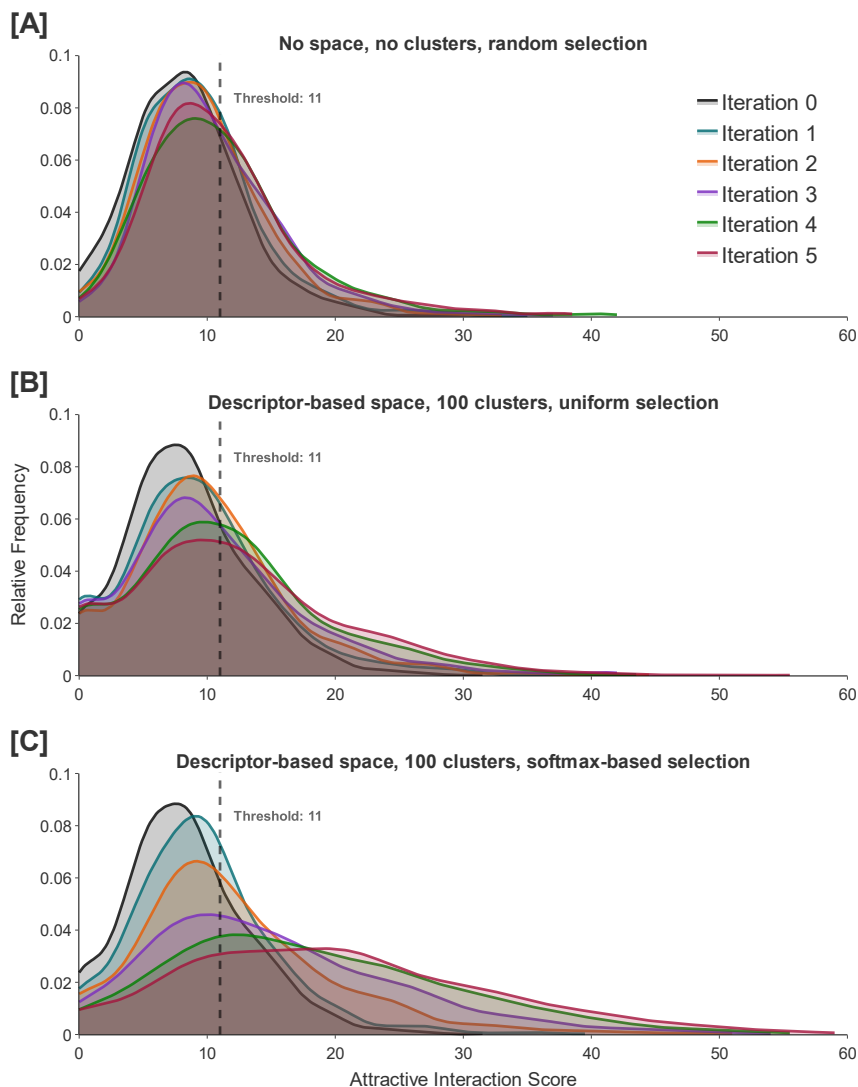 [A]
No space, no clusters, random selection
0.1
0.08
0.06
0.04
0.02
0
Threshold: 11
Iteration 0
Iteration 1
Iteration 2
Iteration 3
Iteration 4
Iteration 5
0 10 20 30 40 50 60
[B]
Descriptor-based space, 100 clusters, uniform selection
0.1
0.08
0.06
0.04
0.02
0
Threshold: 11
Relative Frequency
0 10 20 30 40 50 60
[C]
Descriptor-based space, 100 clusters, softmax-based selection
0.1
0.08
0.06
0.04
0.02
0
Threshold: 11
0 10 20 30 40 50 60
Attractive Interaction Score